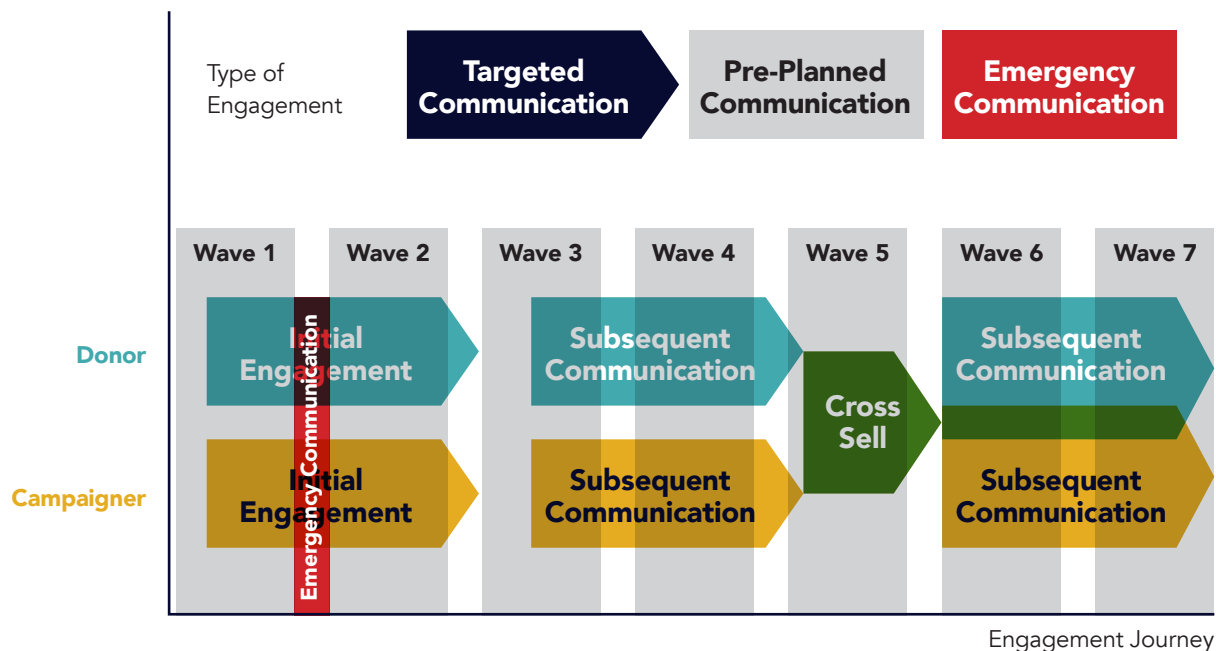 Type of
Engagement
Targeted
Communication
Pre-Planned
Communication
Emergency
Communication
Wave 1
Wave 2
Wave 3
Wave 4
Wave 5
Wave 6
Wave 7
Donor
Initial
Engagement
Subsequent
Communication
Subsequent
Communication
Emergency Communication
Cross
Sell
Campaigner
Initial
Engagement
Subsequent
Communication
Subsequent
Communication
Engagement Journey